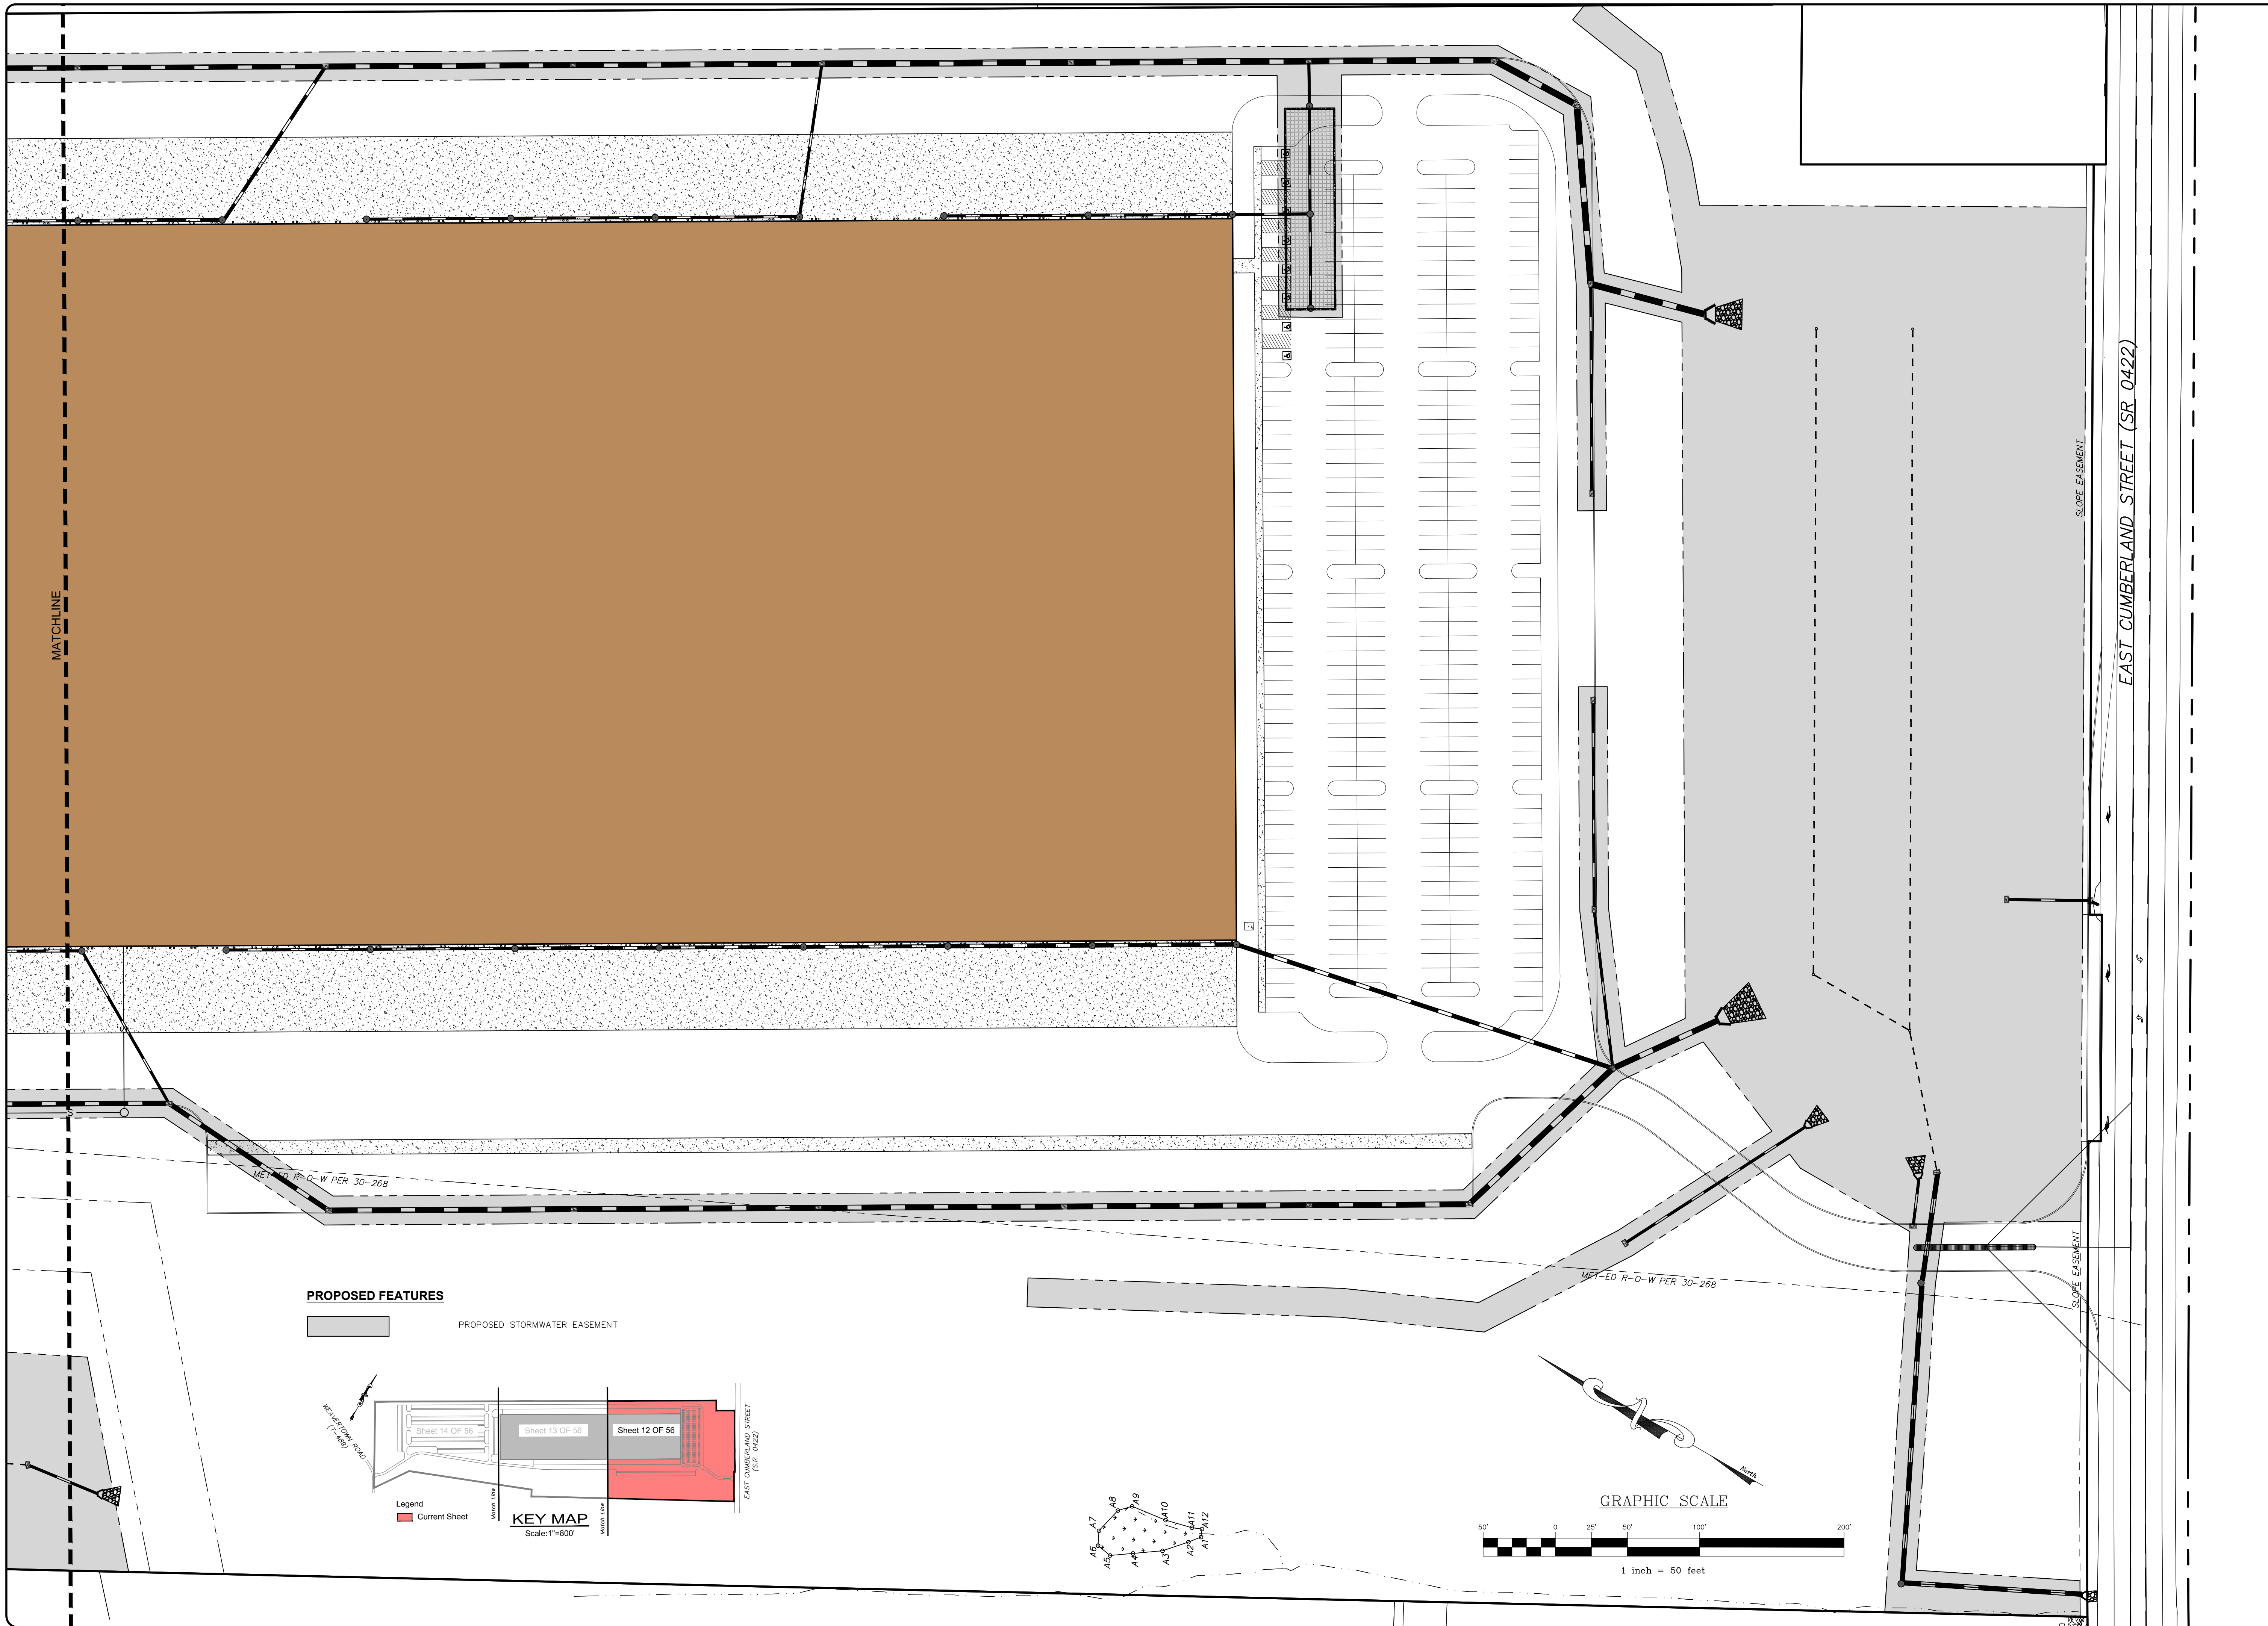 MATCHLINE
EAST CUMBERLAND STREET (SR 0422)
SLOPE EASEMENT
SLOPE EASEMENT
S
S
MET-ED R-O-W PER 30-268
MET-ED R-O-W PER 30-268
PROPOSED FEATURES
PROPOSED STORMWATER EASEMENT
WEAVERTOWN ROAD
(T-489)
Sheet 14 OF 56
Sheet 13 OF 56
Sheet 12 OF 56
EAST CUMBERLAND STREET
(S.R. 0422)
Match Line
Match Line
Legend
Current Sheet
KEY MAP
Scale:1"=800'
A9
A8
A10
A7
A11
A12
A6
A5
A4
A3
A2
A1
North
GRAPHIC SCALE
50' 0 25' 50' 100' 200'
1 inch = 50 feet